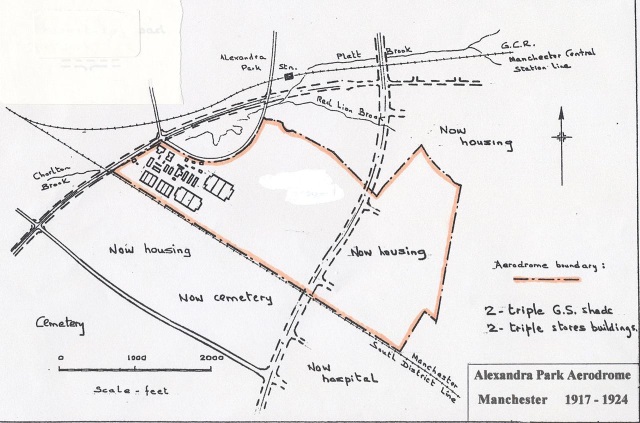 Alexandra
Park
Stn.
Platt
Brook
G.C.R.
Manchester Central
Station Line
Red Lion Brook
Now
housing
Chorlton
Brook
Now housing
Now housing
Now cemetery
Cemetery
Aerodrome boundary:
2- triple G.S. sheds
2- triple stores buildings.
0 1000 2000
Scale - feet
Now
hospital
Manchester
South District Line
Alexandra Park Aerodrome
Manchester 1917 - 1924